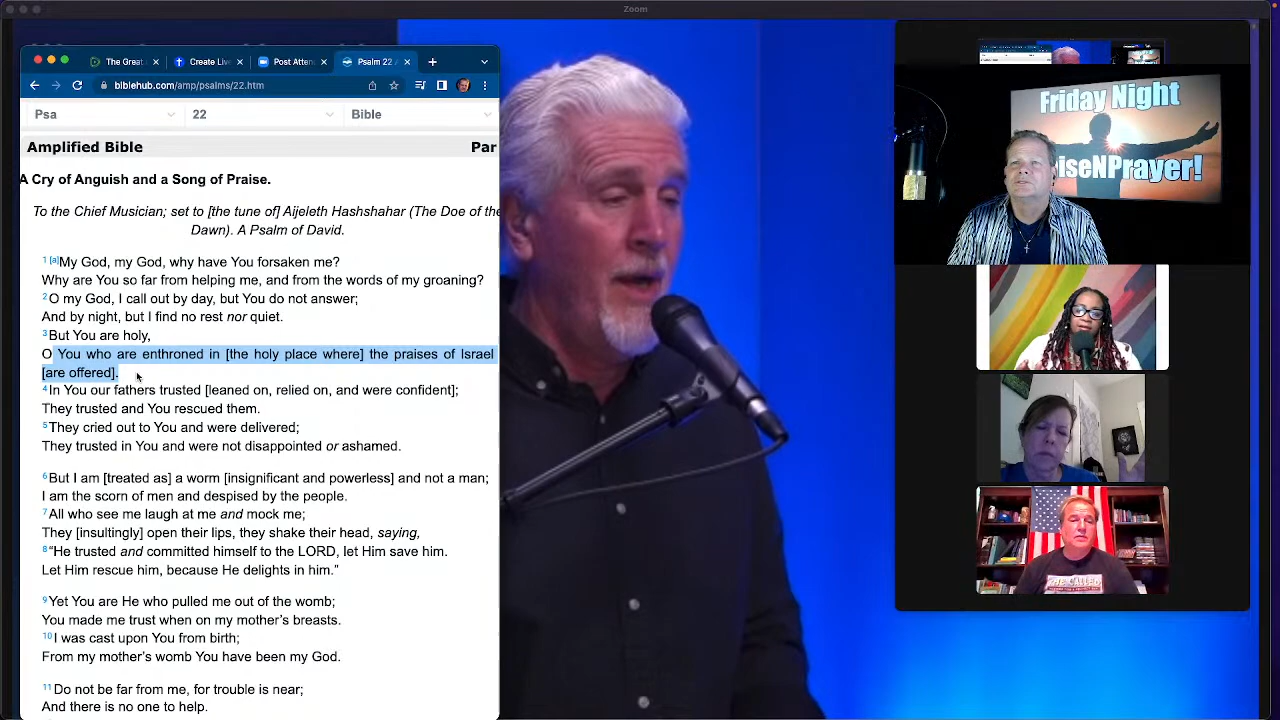 Zoom
biblehub.com/amp/psalms/22.htm
Psa
22
Bible
Amplified Bible
Par
A Cry of Anguish and a Song of Praise.
To the Chief Musician; set to [the tune of] Aijeleth Hashshahar (The Doe of the
Dawn). A Psalm of David.
1 [a]My God, my God, why have You forsaken me?
Why are You so far from helping me, and from the words of my groaning?
2 O my God, I call out by day, but You do not answer;
And by night, but I find no rest nor quiet.
3 But You are holy,
O You who are enthroned in [the holy place where] the praises of Israel
[are offered].
4 In You our fathers trusted [leaned on, relied on, and were confident];
They trusted and You rescued them.
5 They cried out to You and were delivered;
They trusted in You and were not disappointed or ashamed.
6 But I am [treated as] a worm [insignificant and powerless] and not a man;
I am the scorn of men and despised by the people.
7 All who see me laugh at me and mock me;
They [insultingly] open their lips, they shake their head, saying,
8 “He trusted and committed himself to the LORD, let Him save him.
Let Him rescue him, because He delights in him.”
9 Yet You are He who pulled me out of the womb;
You made me trust when on my mother’s breasts.
10 I was cast upon You from birth;
From my mother’s womb You have been my God.
11 Do not be far from me, for trouble is near;
And there is no one to help.
Friday Night
iseNPrayer!